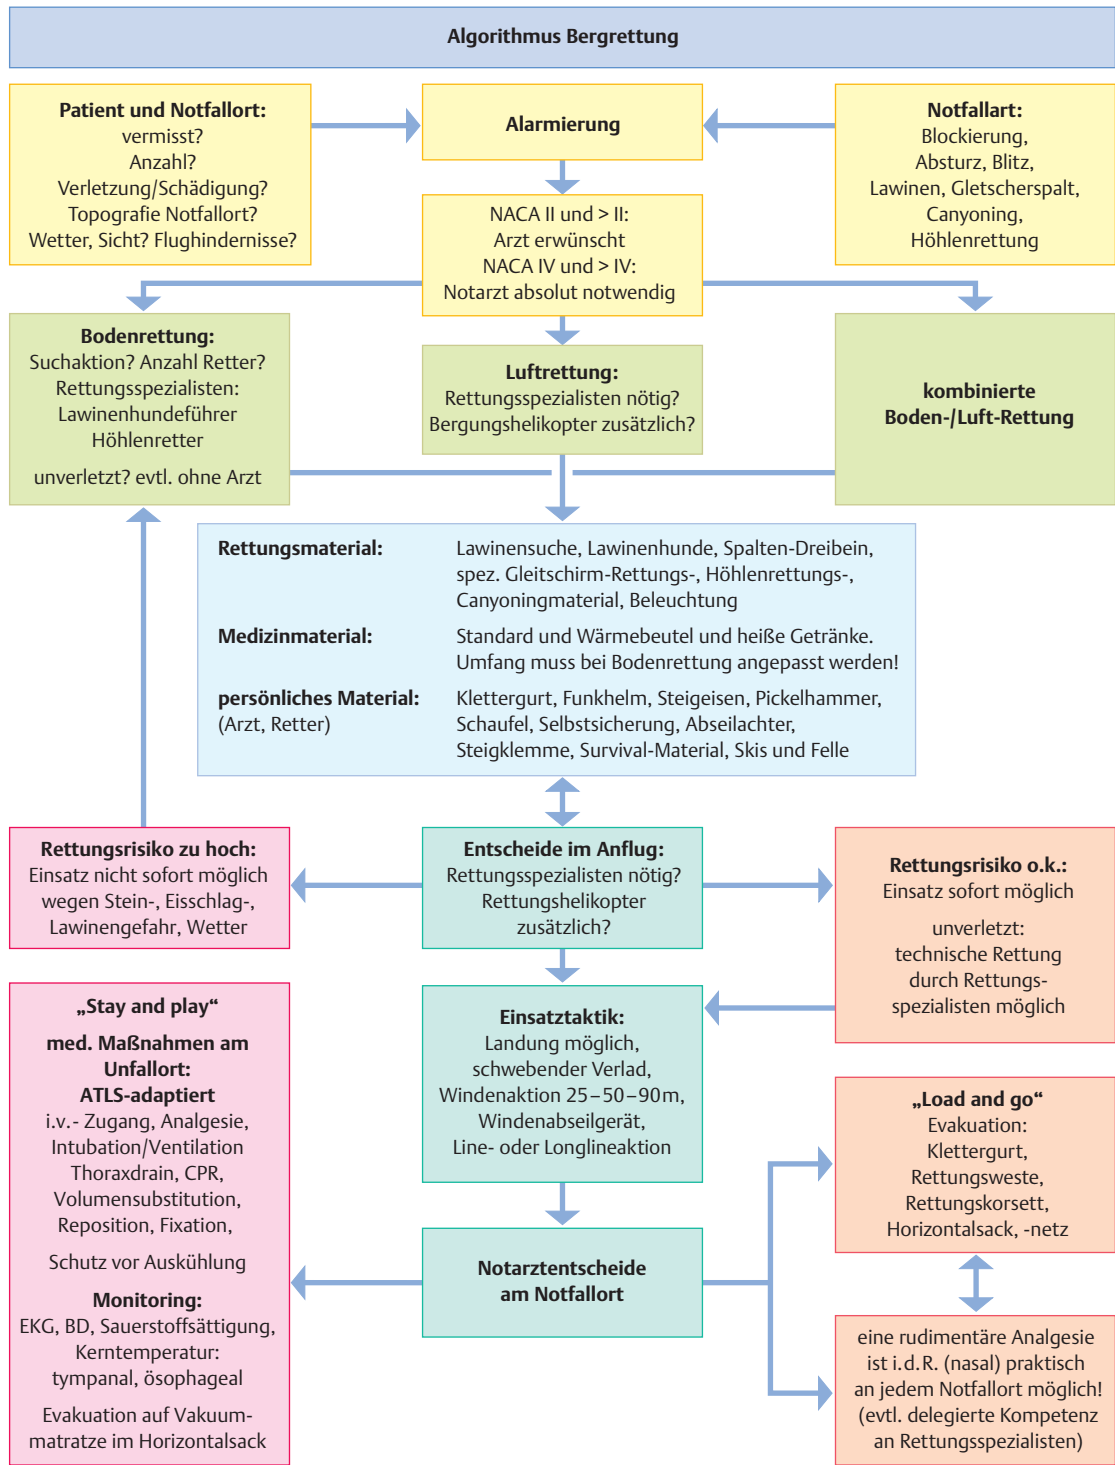 Algorithmus Bergrettung
Patient und Notfallort:
vermisst?
Anzahl?
Verletzung/Schädigung?
Topografie Notfallort?
Wetter, Sicht? Flughindernisse?
Alarmierung
Notfallart:
Blockierung,
Absturz, Blitz,
Lawinen, Gletscherspalt,
Canyoning,
Höhlenrettung
NACA II und > II:
Arzt erwünscht
NACA IV und > IV:
Notarzt absolut notwendig
Bodenrettung:
Suchaktion? Anzahl Retter?
Rettungsspezialisten:
Lawinenhundeführer
Höhlenretter
unverletzt? evtl. ohne Arzt
Luftrettung:
Rettungsspezialisten nötig?
Bergungshelikopter zusätzlich?
kombinierte
Boden-/Luft-Rettung
Rettungsmaterial: Lawinensuche, Lawinenhunde, Spalten-Dreibein,
spez. Gleitschirm-Rettungs-, Höhlenrettungs-,
Canyoningmaterial, Beleuchtung
Medizinmaterial: Standard und Wärmebeutel und heiße Getränke.
Umfang muss bei Bodenrettung angepasst werden!
persönliches Material: Klettergurt, Funkhelm, Steigeisen, Pickelhammer,
(Arzt, Retter) Schaufel, Selbstsicherung, Abseilachter,
Steigklemme, Survival-Material, Skis und Felle
Rettungsrisiko zu hoch:
Einsatz nicht sofort möglich
wegen Stein-, Eisschlag-,
Lawinengefahr, Wetter
Entscheide im Anflug:
Rettungsspezialisten nötig?
Rettungshelikopter
zusätzlich?
Rettungsrisiko o.k.:
Einsatz sofort möglich
unverletzt:
technische Rettung
durch Rettungs-
spezialisten möglich
„Stay and play“
med. Maßnahmen am
Unfallort:
ATLS-adaptiert
i.v.- Zugang, Analgesie,
Intubation/Ventilation
Thoraxdrain, CPR,
Volumensubstitution,
Reposition, Fixation,
Schutz vor Auskühlung
Monitoring:
EKG, BD, Sauerstoffsättigung,
Kerntemperatur:
tympanal, ösophageal
Evakuation auf Vakuum-
matratze im Horizontalsack
Einsatztaktik:
Landung möglich,
schwebender Verlad,
Windenaktion 25–50–90m,
Windenabseilgerät,
Line- oder Longlineaktion
Notarztentscheide
am Notfallort
„Load and go“
Evakuation:
Klettergurt,
Rettungsweste,
Rettungskorsett,
Horizontalsack, -netz
eine rudimentäre Analgesie
ist i.d.R. (nasal) praktisch
an jedem Notfallort möglich!
(evtl. delegierte Kompetenz
an Rettungsspezialisten)